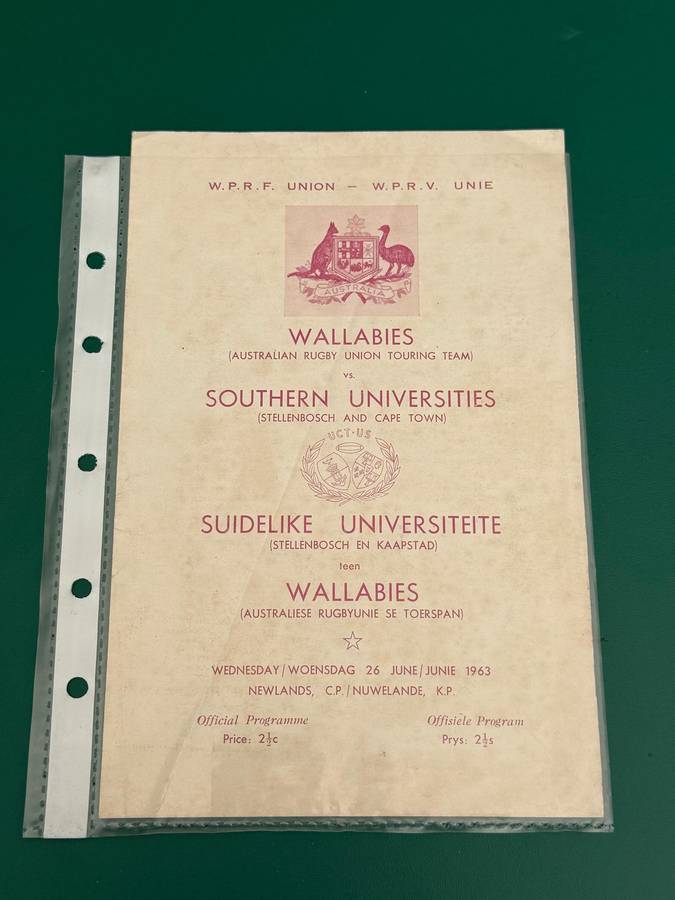 W.P.R.F. UNION — W.P.R.V. UNIE
AUSTRALIA
WALLABIES
(AUSTRALIAN RUGBY UNION TOURING TEAM)
vs.
SOUTHERN UNIVERSITIES
(STELLENBOSCH AND CAPE TOWN)
UCT·US
SUIDELIKE UNIVERSITEITE
(STELLENBOSCH EN KAAPSTAD)
teen
WALLABIES
(AUSTRALIESE RUGBYUNIE SE TOERSPAN)
WEDNESDAY/WOENSDAG 26 JUNE/JUNIE 1963
NEWLANDS, C.P./NUWELANDE, K.P.
Official Programme Offisiele Program
Price: 2½c Prys: 2½s